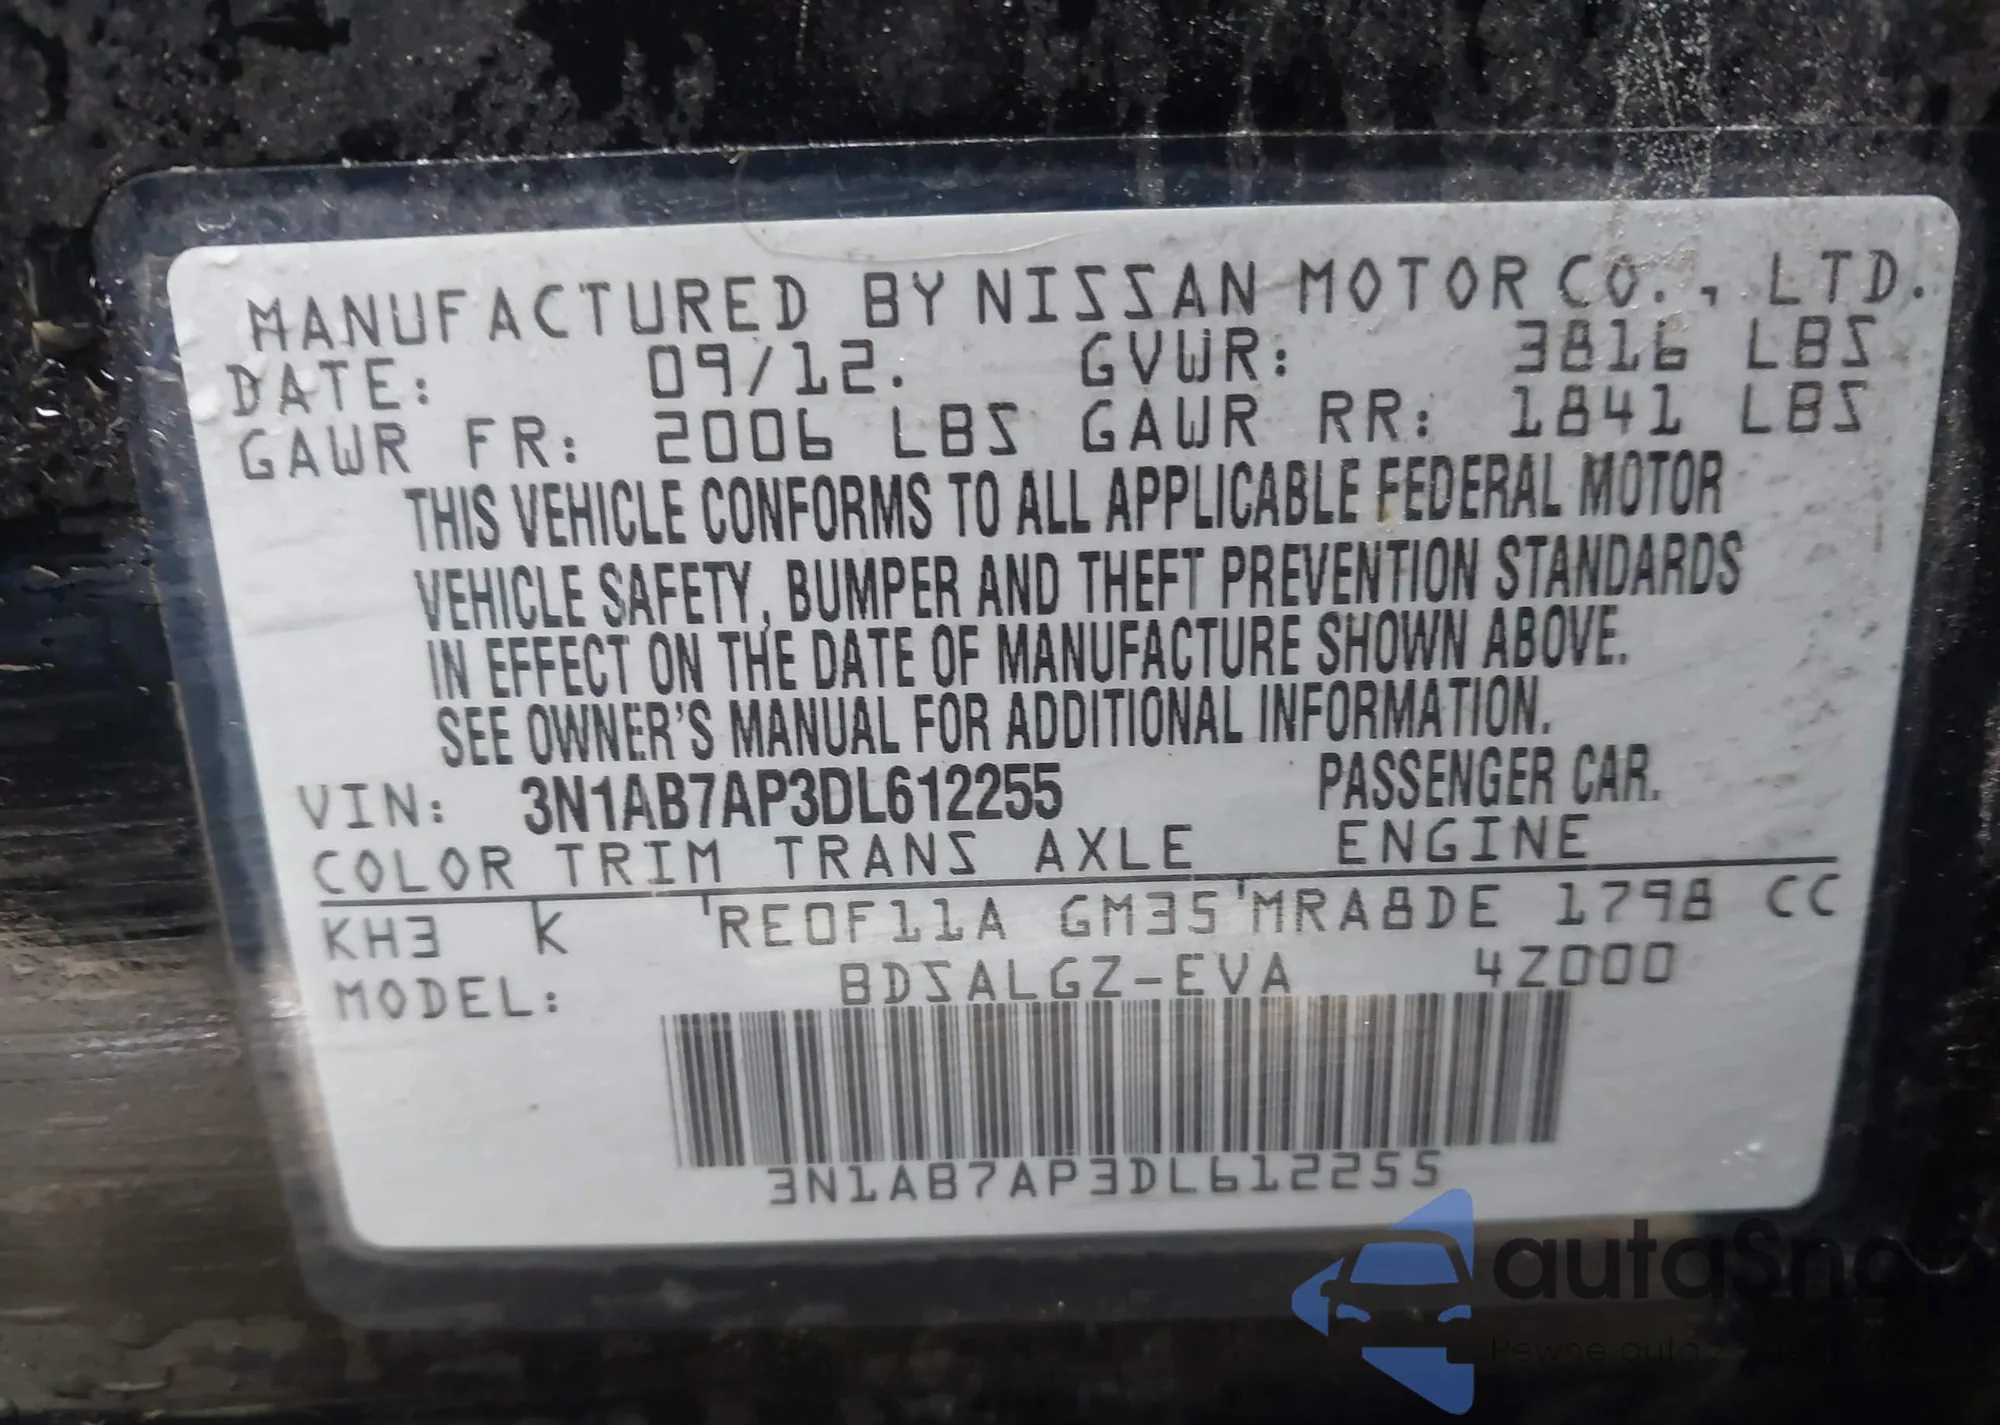 MANUFACTURED BY NISSAN MOTOR CO., LTD.
DATE: 09/12. GVWR: 3816 LBS
GAWR FR: 2006 LBS GAWR RR: 1841 LBS
THIS VEHICLE CONFORMS TO ALL APPLICABLE FEDERAL MOTOR
VEHICLE SAFETY, BUMPER AND THEFT PREVENTION STANDARDS
IN EFFECT ON THE DATE OF MANUFACTURE SHOWN ABOVE.
SEE OWNER'S MANUAL FOR ADDITIONAL INFORMATION.
VIN: 3N1AB7AP3DL612255 PASSENGER CAR.
COLOR TRIM TRANS AXLE ENGINE
KH3 K 'RE0F11A GM35'MRA8DE 1798 CC
MODEL: BDSALGZ-EVA 4Z000
3N1AB7AP3DL612255
autaSnop
Pewne auto z